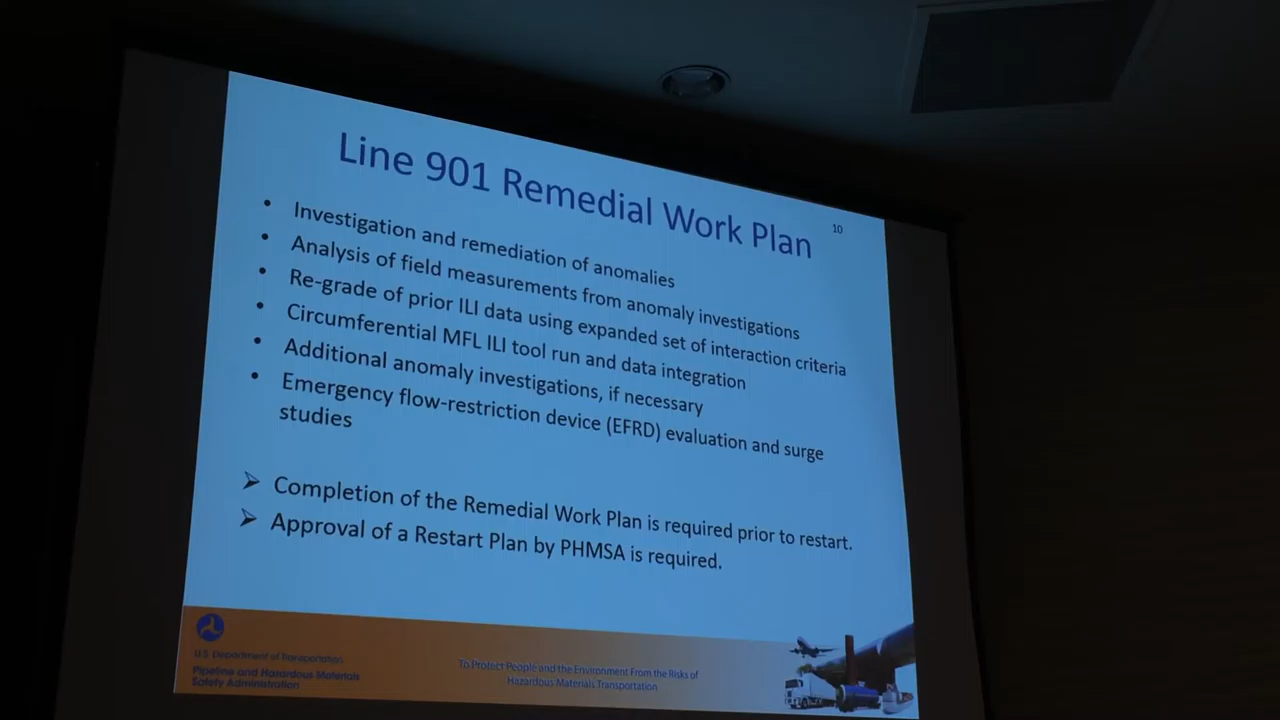 Line 901 Remedial Work Plan
10
• Investigation and remediation of anomalies
• Analysis of field measurements from anomaly investigations
• Re-grade of prior ILI data using expanded set of interaction criteria
• Circumferential MFL ILI tool run and data integration
• Additional anomaly investigations, if necessary
• Emergency flow-restriction device (EFRD) evaluation and surge
studies
➢ Completion of the Remedial Work Plan is required prior to restart.
➢ Approval of a Restart Plan by PHMSA is required.
U.S. Department of Transportation
Pipeline and Hazardous Materials
Safety Administration
To Protect People and the Environment From the Risks of
Hazardous Materials Transportation